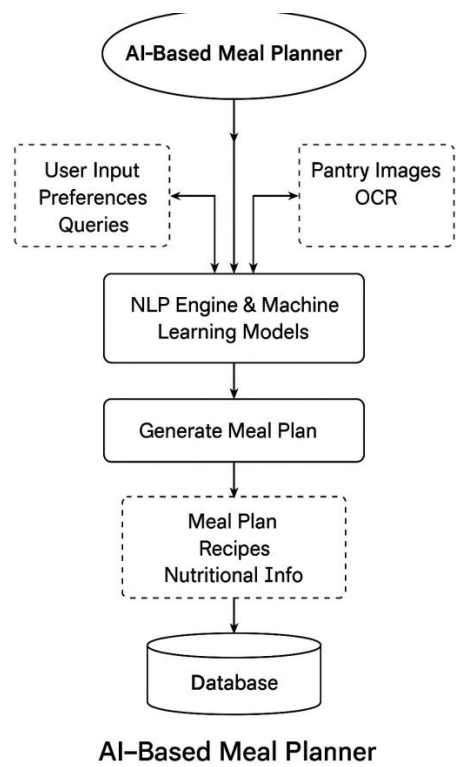 AI-Based Meal Planner
User Input
Preferences
Queries
Pantry Images
OCR
NLP Engine & Machine
Learning Models
Generate Meal Plan
Meal Plan
Recipes
Nutritional Info
Database
AI–Based Meal Planner